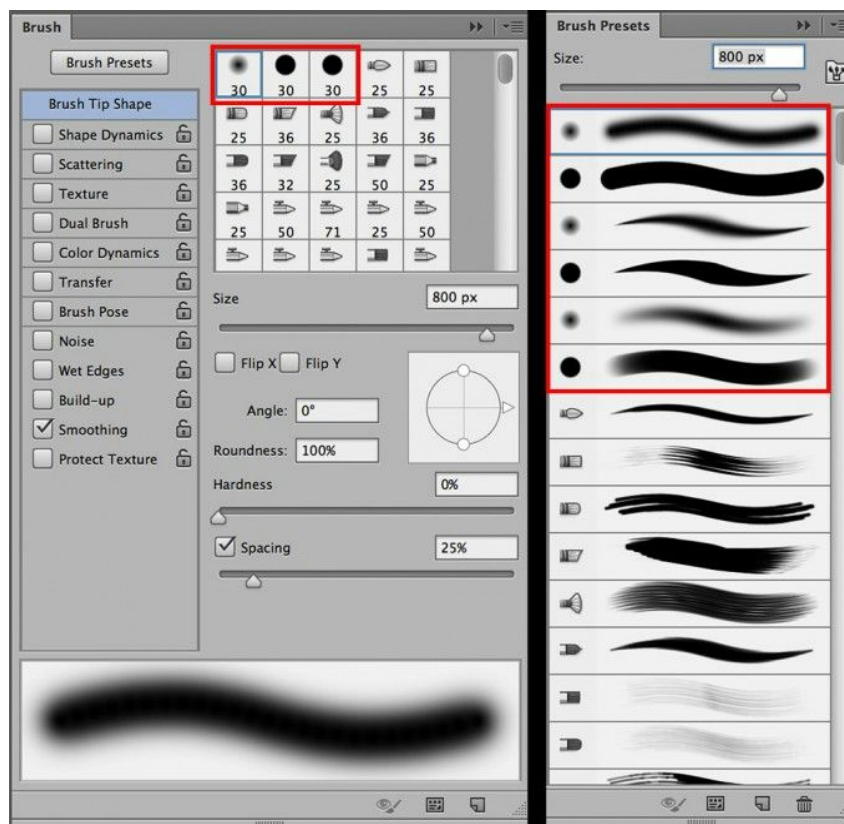 Brush
Brush Presets
30 30 30 25 25
25 36 25 36 36
36 32 25 50 25
25 50 71 25 50
Brush Tip Shape
Shape Dynamics
Scattering
Texture
Dual Brush
Color Dynamics
Transfer
Brush Pose
Noise
Wet Edges
Build-up
Smoothing
Protect Texture
Size 800 px
Flip X Flip Y
Angle: 0°
Roundness: 100%
Hardness 0%
Spacing 25%
Brush Presets
Size: 800 px